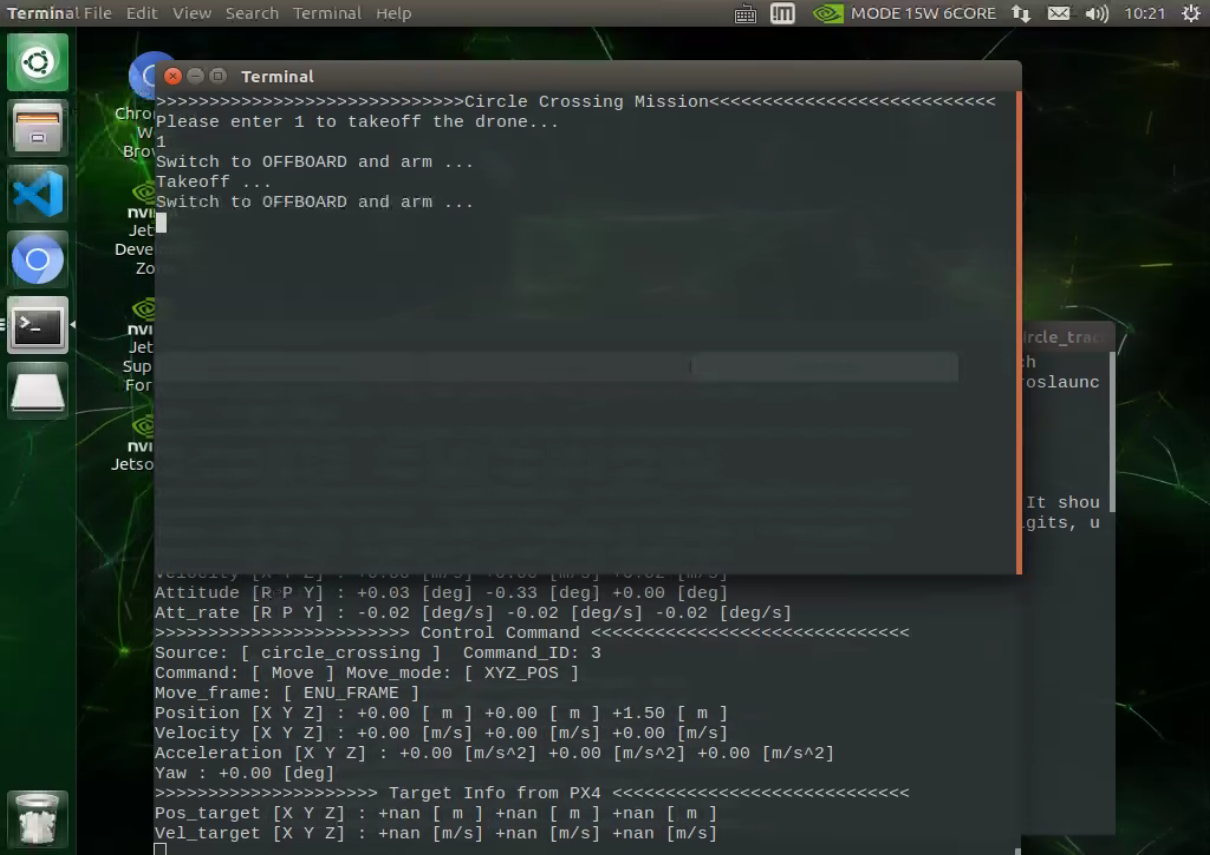 Terminal File Edit View Search Terminal Help MODE 15W 6CORE 10:21
Terminal
>>>>>>>>>>>>>>>>>>>>>>>>>>>>>Circle Crossing Mission<<<<<<<<<<<<<<<<<<<<<<<<<<<
Please enter 1 to takeoff the drone...
1
Switch to OFFBOARD and arm ...
Takeoff ...
Switch to OFFBOARD and arm ...
Chro
W
Bro
nvi
Jet
Deve
Zo
nvi
Jet
Sup
For
nvi
Jetso
ircle_trac
ch
roslaunc
It shou
gits, u
Velocity [X Y Z] : +0.00 [m/s] +0.00 [m/s] +0.02 [m/s]
Attitude [R P Y] : +0.03 [deg] -0.33 [deg] +0.00 [deg]
Att_rate [R P Y] : -0.02 [deg/s] -0.02 [deg/s] -0.02 [deg/s]
>>>>>>>>>>>>>>>>>>>>>>>> Control Command <<<<<<<<<<<<<<<<<<<<<<<<<<<<<<
Source: [ circle_crossing ]  Command_ID: 3
Command: [ Move ] Move_mode: [ XYZ_POS ]
Move_frame: [ ENU_FRAME ]
Position [X Y Z] : +0.00 [ m ] +0.00 [ m ] +1.50 [ m ]
Velocity [X Y Z] : +0.00 [m/s] +0.00 [m/s] +0.00 [m/s]
Acceleration [X Y Z] : +0.00 [m/s^2] +0.00 [m/s^2] +0.00 [m/s^2]
Yaw : +0.00 [deg]
>>>>>>>>>>>>>>>>>>>>> Target Info from PX4 <<<<<<<<<<<<<<<<<<<<<<<<<<<<
Pos_target [X Y Z] : +nan [ m ] +nan [ m ] +nan [ m ]
Vel_target [X Y Z] : +nan [m/s] +nan [m/s] +nan [m/s]